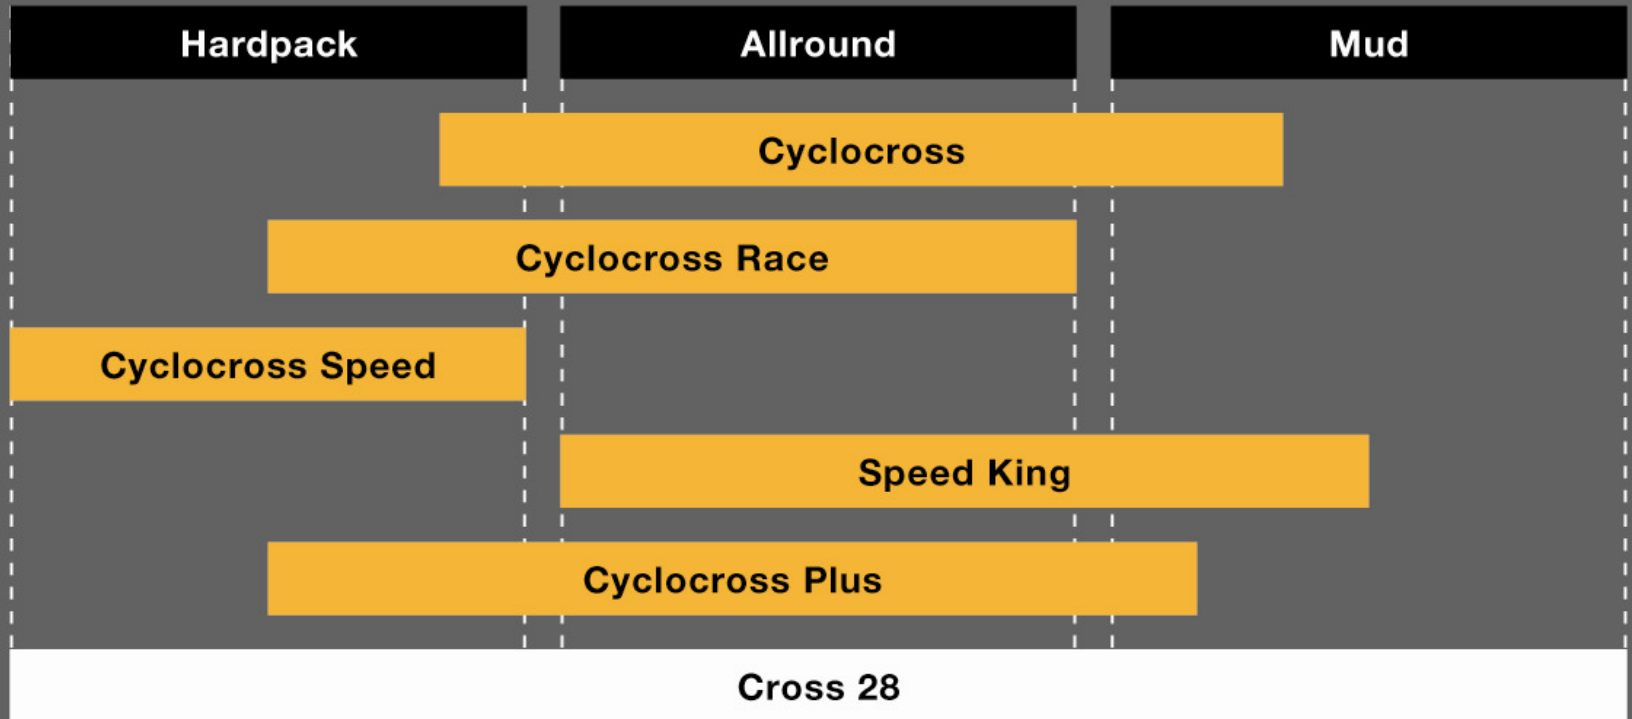 Hardpack
Allround
Mud
Cyclocross
Cyclocross Race
Cyclocross Speed
Speed King
Cyclocross Plus
Cross 28